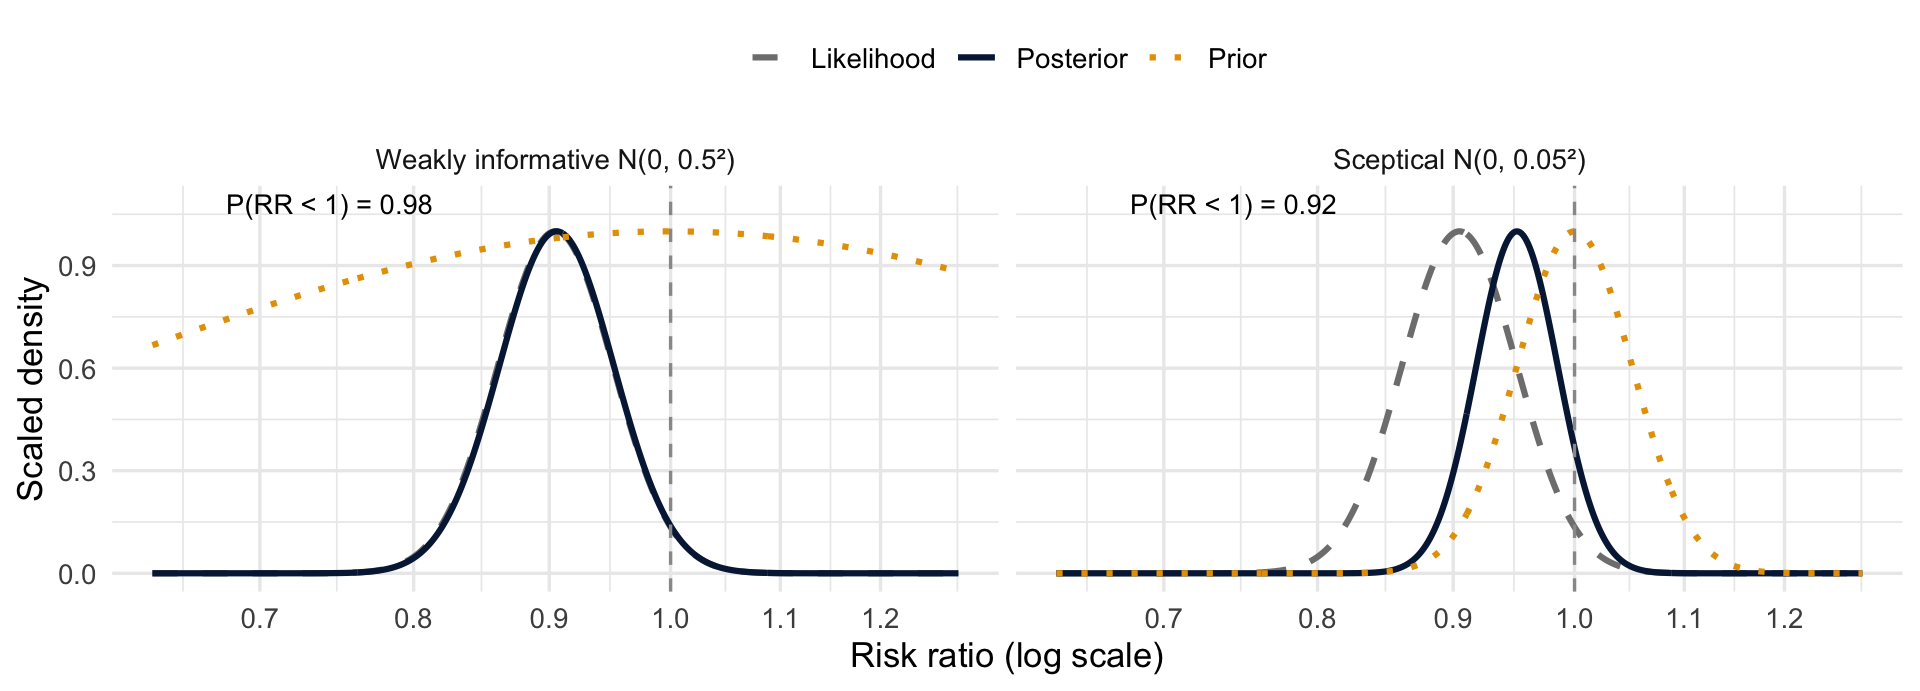 Likelihood Posterior Prior
Weakly informative N(0, 0.5²)
Sceptical N(0, 0.05²)
P(RR < 1) = 0.98
P(RR < 1) = 0.92
Scaled density
0.9
0.6
0.3
0.0
0.7 0.8 0.9 1.0 1.1 1.2
0.7 0.8 0.9 1.0 1.1 1.2
Risk ratio (log scale)